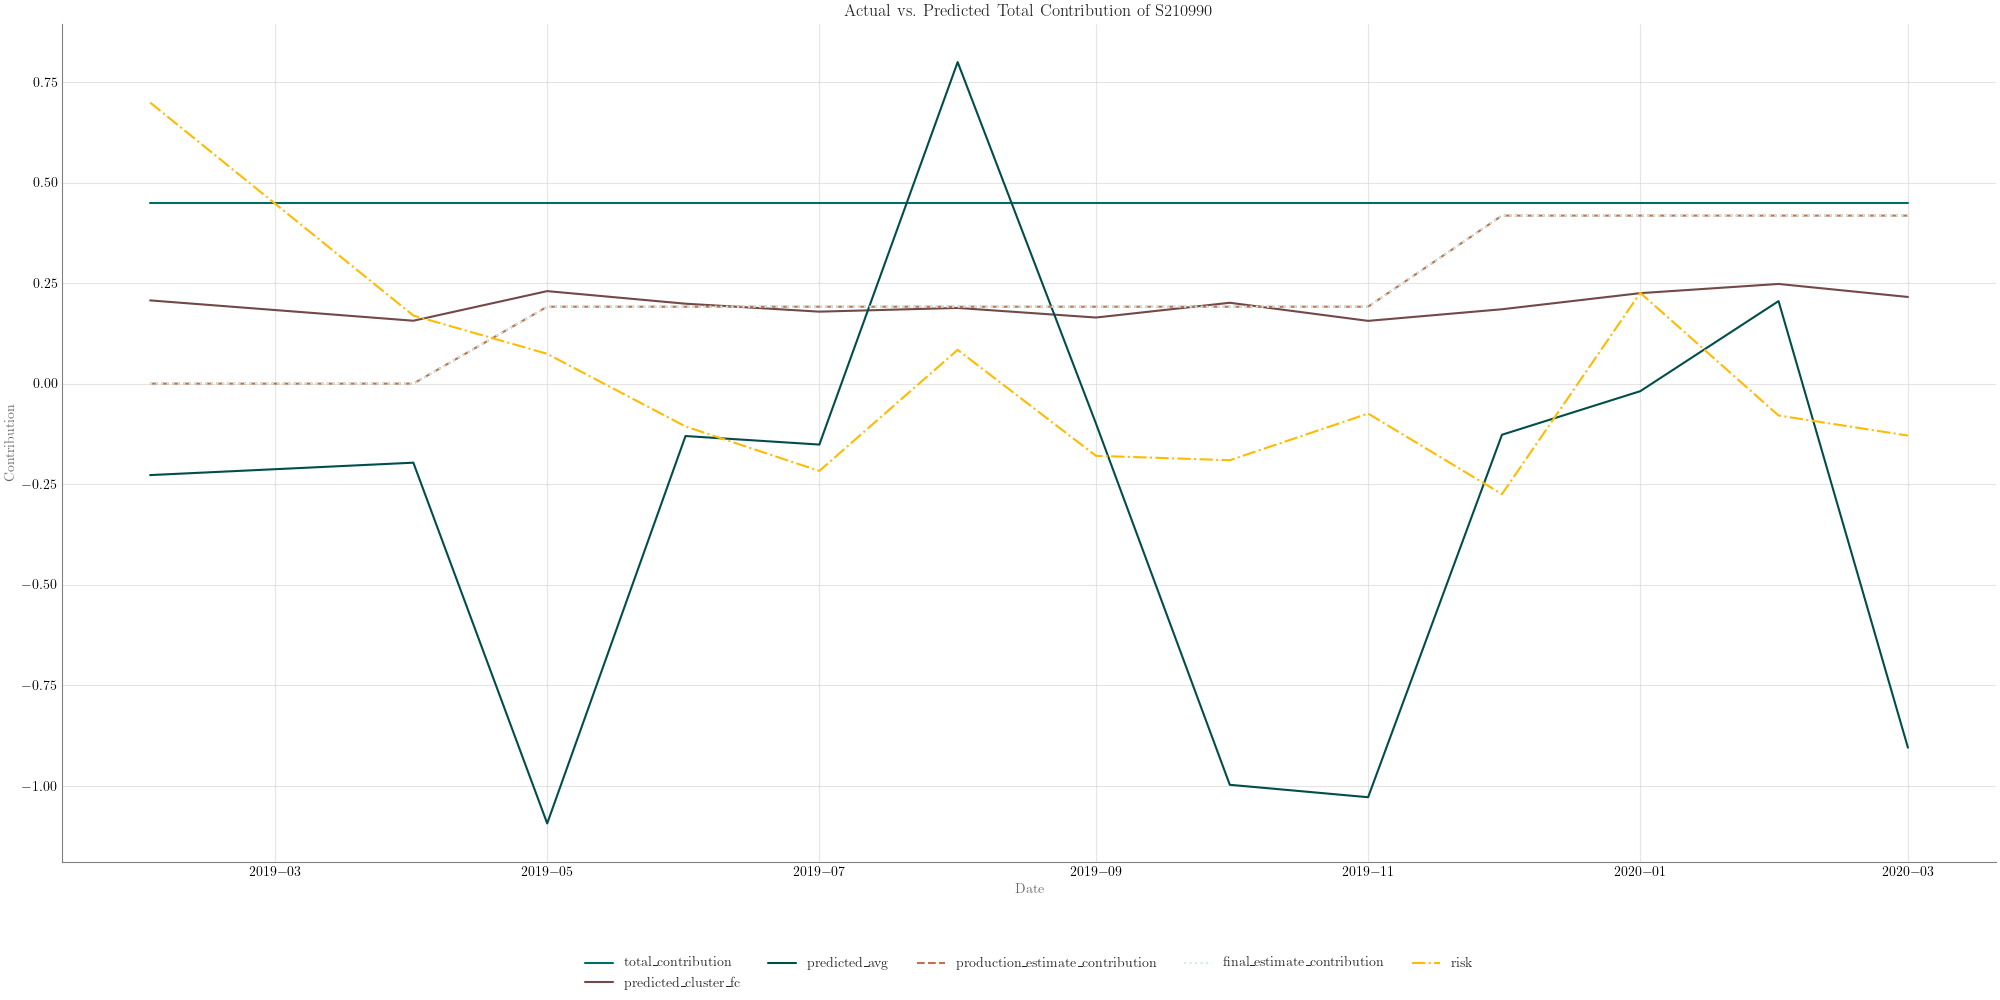 Actual vs. Predicted Total Contribution of S210990
0.75
0.50
0.25
0.00
−0.25
−0.50
−0.75
−1.00
Contribution
2019−03 2019−05 2019−07 2019−09 2019−11 2020−01 2020−03
Date
total_contribution predicted_avg production_estimate_contribution final_estimate_contribution risk
predicted_cluster_fc